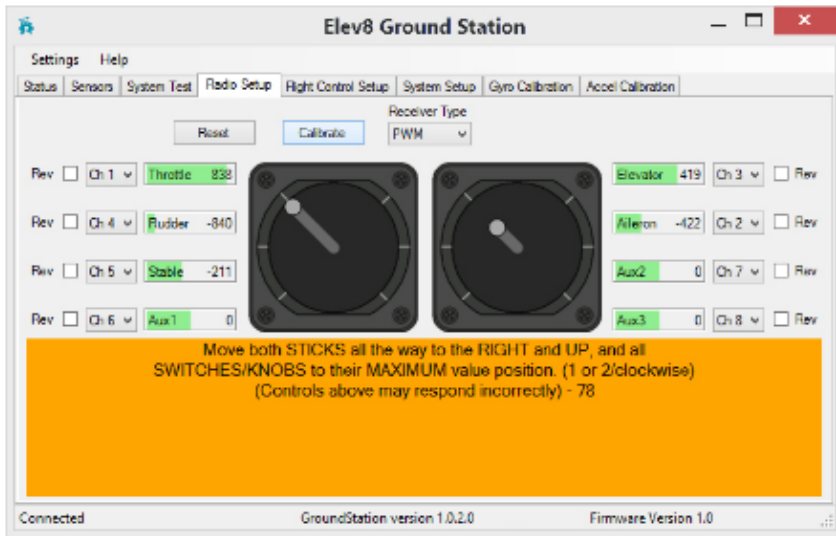 Elev8 Ground Station
Settings Help
Status Sensors System Test Radio Setup Flight Control Setup System Setup Gyro Calibration Accel Calibration
Reset Calibrate Receiver Type
PWM
Rev Ch 1 Throttle 838 Elevator 419 Ch 3 Rev
Rev Ch 4 Rudder -840 Aileron -422 Ch 2 Rev
Rev Ch 5 Stable -211 Aux2 0 Ch 7 Rev
Rev Ch 6 Aux1 0 Aux3 0 Ch 8 Rev
Move both STICKS all the way to the RIGHT and UP, and all
SWITCHES/KNOBS to their MAXIMUM value position. (1 or 2/clockwise)
(Controls above may respond incorrectly) - 78
Connected GroundStation version 1.0.2.0 Firmware Version 1.0